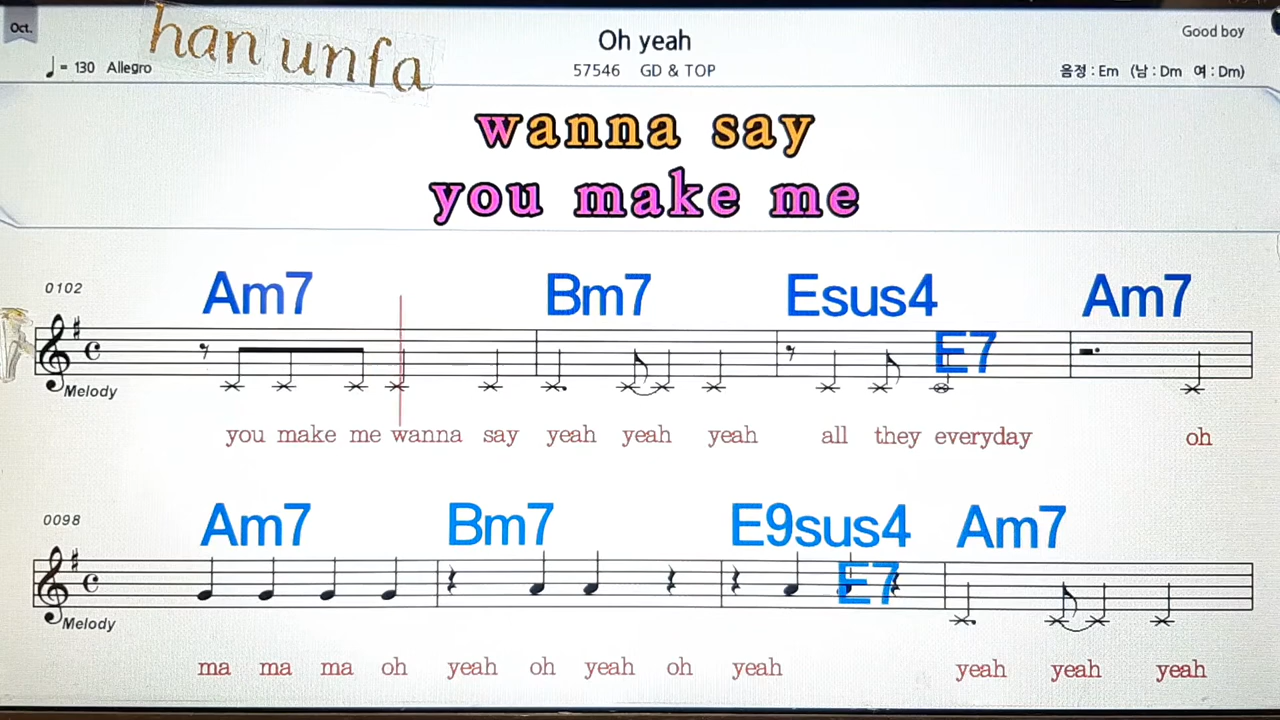 Oct.
han unfa
Oh yeah
Good boy
♩ = 130 Allegro
57546 GD & TOP
음정 : Em (남 : Dm 여 : Dm)
wanna say
you make me
0102
Am7 Bm7 Esus4 E7 Am7
Melody
you make me wanna say yeah yeah yeah all they everyday oh
0098
Am7 Bm7 E9sus4 E7 Am7
Melody
ma ma ma oh yeah oh yeah oh yeah yeah yeah yeah